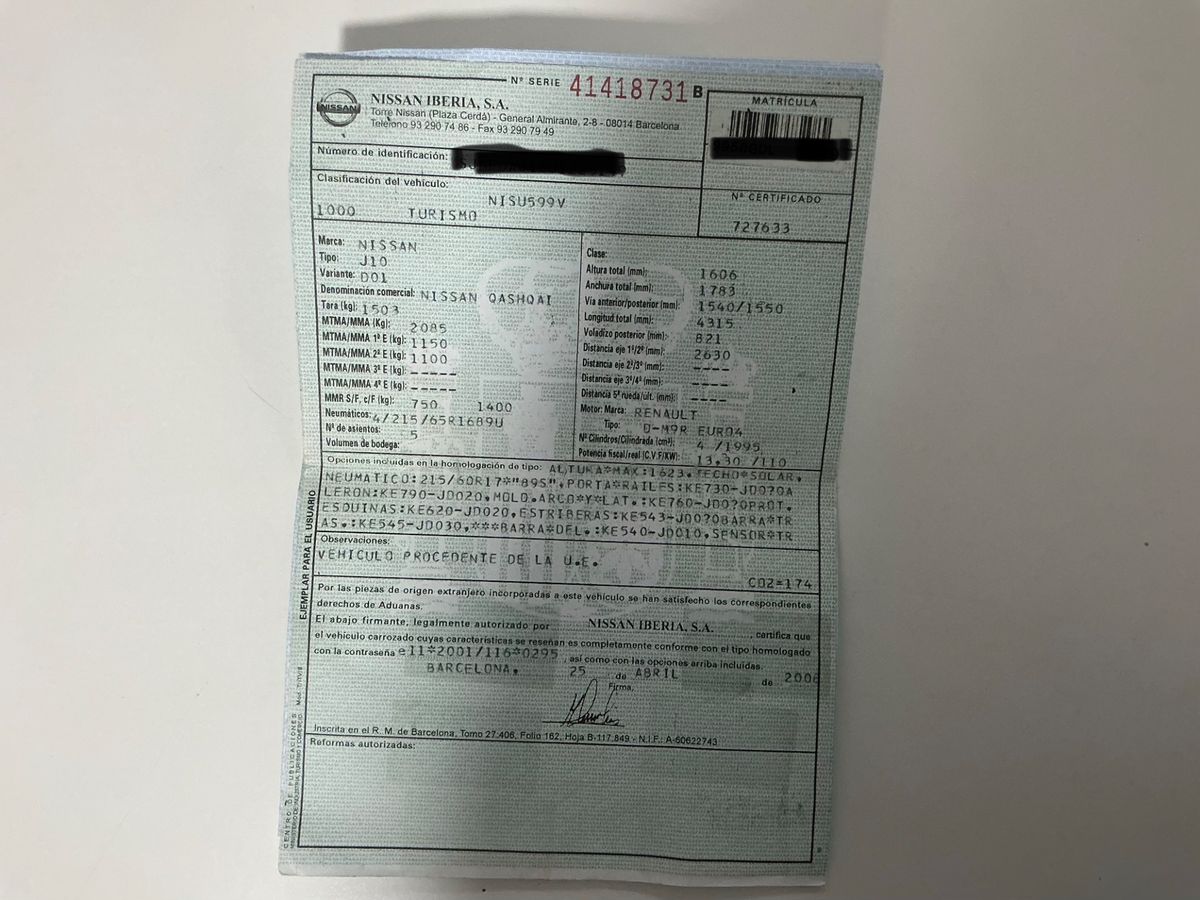 Nº SERIE 41418731 B
NISSAN
NISSAN IBERIA, S.A.
Torre Nissan (Plaza Cerdá) - General Almirante, 2-8 - 08014 Barcelona
Teléfono 93 290 74 86 - Fax 93 290 79 49
MATRÍCULA
Número de identificación:
Clasificación del vehículo:
NISU599V
1000 TURISMO
Nº CERTIFICADO
727633
Marca: NISSAN
Tipo: J10
Variante: D01
Denominación comercial: NISSAN QASHQAI
Tara (kg): 1503
MTMA/MMA (Kg): 2085
MTMA/MMA 1º E (kg): 1150
MTMA/MMA 2º E (kg): 1100
MTMA/MMA 3º E (kg): -----
MTMA/MMA 4º E (kg): -----
MMR S/F, c/F (kg): 750 1400
Neumáticos: 4/215/65R1689U
Nº de asientos: 5
Volumen de bodega:
Clase:
Altura total (mm): 1606
Anchura total (mm): 1783
Vía anterior/posterior (mm): 1540/1550
Longitud total (mm): 4315
Voladizo posterior (mm): 821
Distancia eje 1º/2º (mm): 2630
Distancia eje 2º/3º (mm): ----
Distancia eje 3º/4º (mm): ----
Distancia 5ª rueda/últ. (mm): ----
Motor: Marca: RENAULT
Tipo: D-M9R EURO4
Nº Cilindros/Cilindrada (cm³): 4 /1995
Potencia fiscal/real (C.V.F/KW): 13,30 /110
Opciones incluidas en la homologación de tipo: ALTURA*MAX:1623,TECHO*SOLAR,
NEUMATICO:215/60R17*"89S",PORTA*RAILES:KE730-JD020A
LERON:KE790-JD020,MOLD.ARCO*Y*LAT.:KE760-JD020PROT.
ESQUINAS:KE620-JD020,ESTRIBERAS:KE543-JD020BARRA*TR
AS.:KE545-JD030,***BARRA*DEL.:KE540-JD010,SENSOR*TR
Observaciones:
VEHICULO PROCEDENTE DE LA U.E.
CO2=174
Por las piezas de origen extranjero incorporadas a este vehículo se han satisfecho los correspondientes
derechos de Aduanas.
El abajo firmante, legalmente autorizado por NISSAN IBERIA, S.A. , certifica que
el vehículo carrozado cuyas características se reseñan es completamente conforme con el tipo homologado
con la contraseña e11*2001/116*0295 , así como con las opciones arriba incluidas.
BARCELONA, 25 de ABRIL de
Firma,
Inscrita en el R. M. de Barcelona, Tomo 27.406, Folio 162, Hoja B-117.849 - N.I.F.: A-60622743
Reformas autorizadas:
EJEMPLAR PARA EL USUARIO
CENTRO DE PUBLICACIONES
MINISTERIO DE INDUSTRIA, TURISMO Y COMERCIO